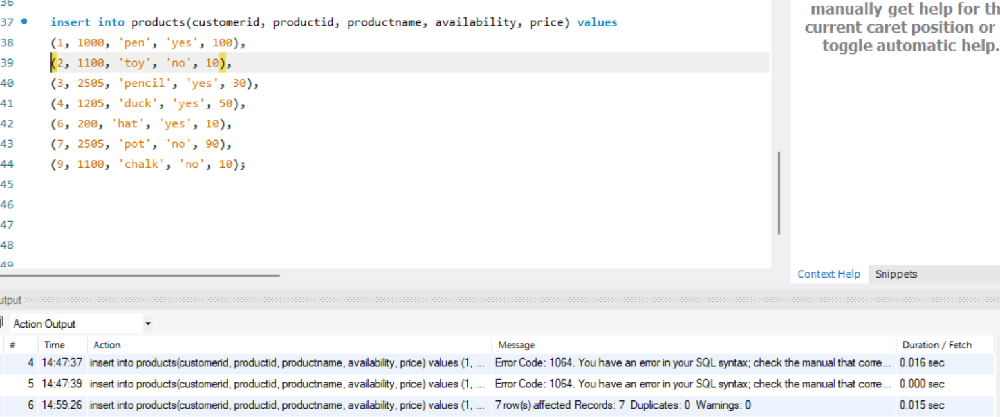 36
37 insert into products(customerid, productid, productname, availability, price) values
38 (1, 1000, 'pen', 'yes', 100),
39 (2, 1100, 'toy', 'no', 10),
40 (3, 2505, 'pencil', 'yes', 30),
41 (4, 1205, 'duck', 'yes', 50),
42 (6, 200, 'hat', 'yes', 10),
43 (7, 2505, 'pot', 'no', 90),
44 (9, 1100, 'chalk', 'no', 10);
45
46
47
48
49
manually get help for th
current caret position or
toggle automatic help.
Context Help Snippets
utput
Action Output
# Time Action Message Duration / Fetch
4 14:47:37 insert into products(customerid, productid, productname, availability, price) values (1, ... Error Code: 1064. You have an error in your SQL syntax; check the manual that corre... 0.016 sec
5 14:47:39 insert into products(customerid, productid, productname, availability, price) values (1, ... Error Code: 1064. You have an error in your SQL syntax; check the manual that corre... 0.000 sec
6 14:59:26 insert into products(customerid, productid, productname, availability, price) values (1, ... 7 row(s) affected Records: 7 Duplicates: 0 Warnings: 0 0.015 sec